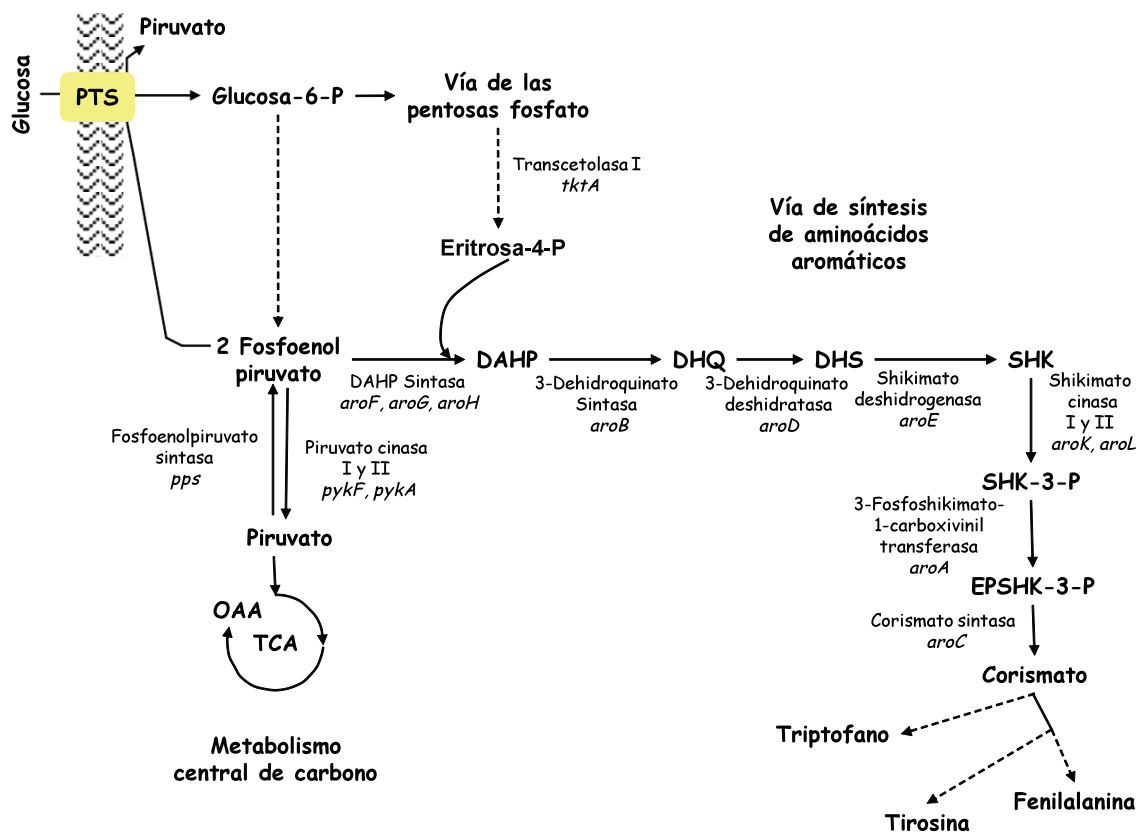 Piruvato
Glucosa
PTS
Glucosa-6-P
Vía de las
pentosas fosfato
Transcetolasa I
tktA
Eritrosa-4-P
Vía de síntesis
de aminoácidos
aromáticos
2 Fosfoenol
piruvato
DAHP Sintasa
aroF, aroG, aroH
DAHP
3-Dehidroquinato
Sintasa
aroB
DHQ
3-Dehidroquinato
deshidratasa
aroD
DHS
Shikimato
deshidrogenasa
aroE
SHK
Shikimato
cinasa
I y II
aroK, aroL
Fosfoenolpiruvato
sintasa
pps
Piruvato cinasa
I y II
pykF, pykA
SHK-3-P
3-Fosfoshikimato-
1-carboxivinil
transferasa
aroA
Piruvato
EPSHK-3-P
OAA
TCA
Corismato sintasa
aroC
Corismato
Triptofano
Metabolismo
central de carbono
Fenilalanina
Tirosina